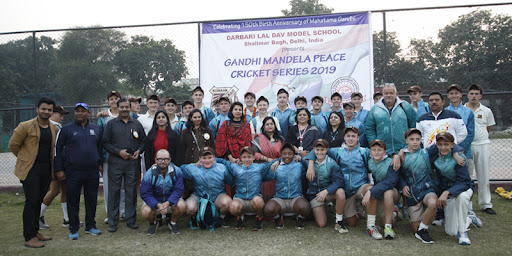 Celebrating 150th Birth Anniversary of Mahatma Gandhi
DARBARI LAL DAV MODEL SCHOOL
Shalimar Bagh, Delhi, India
Presents
GANDHI MANDELA PEACE
CRICKET SERIES 2019